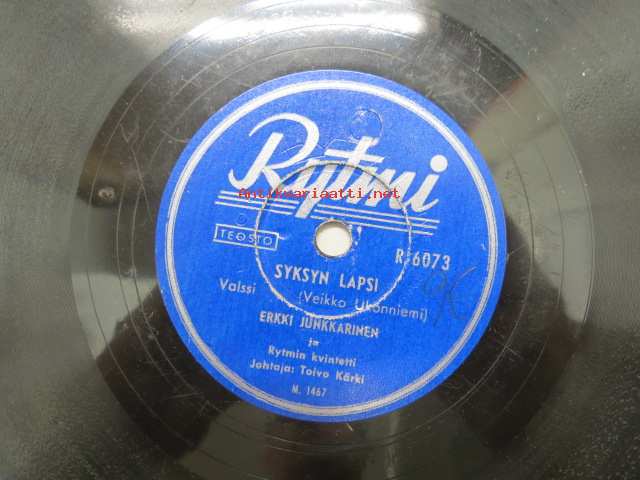 Rytmi
Antikvariaatti.net
TEOSTO
R 6073
SYKSYN LAPSI
Valssi (Veikko Ukonniemi)
K
ERKKI JUNKKARINEN
ja
Rytmin kvintetti
Johtaja: Toivo Kärki
M. 1467